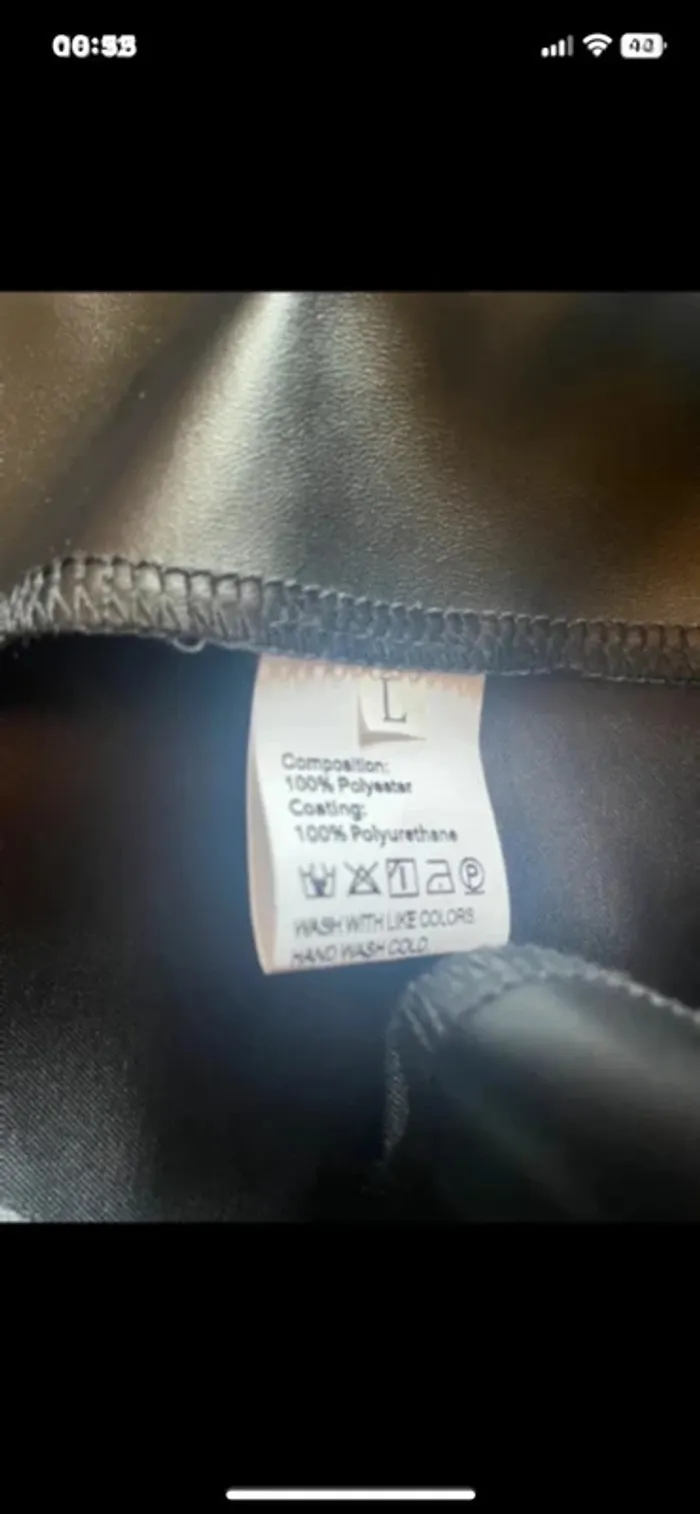 L
Composition:
100% Polyester
Coating:
100% Polyurethane
P
WASH WITH LIKE COLORS
HAND WASH COLD